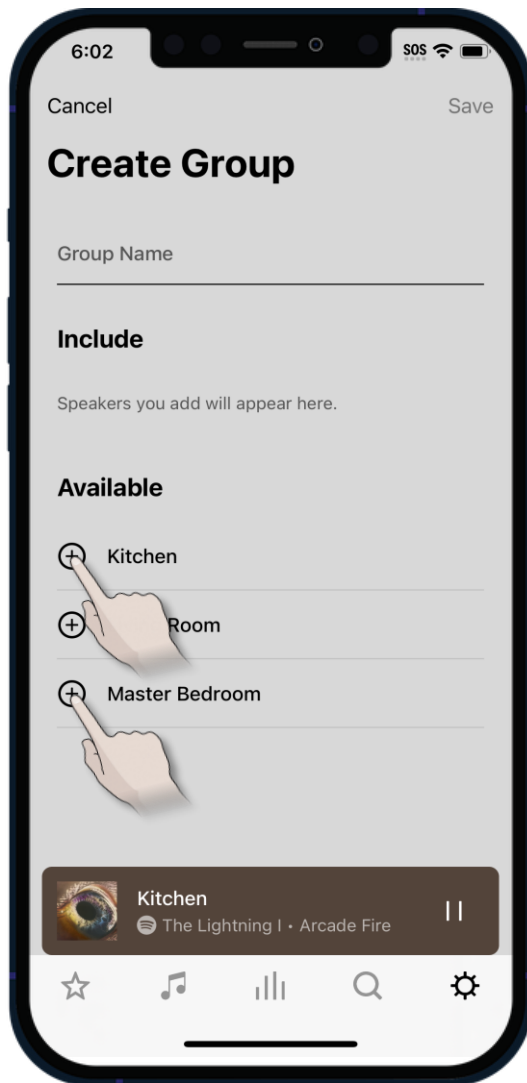 6:02
SOS
Cancel
Save
Create Group
Group Name
Include
Speakers you add will appear here.
Available
Kitchen
Room
Master Bedroom
Kitchen
The Lightning I • Arcade Fire